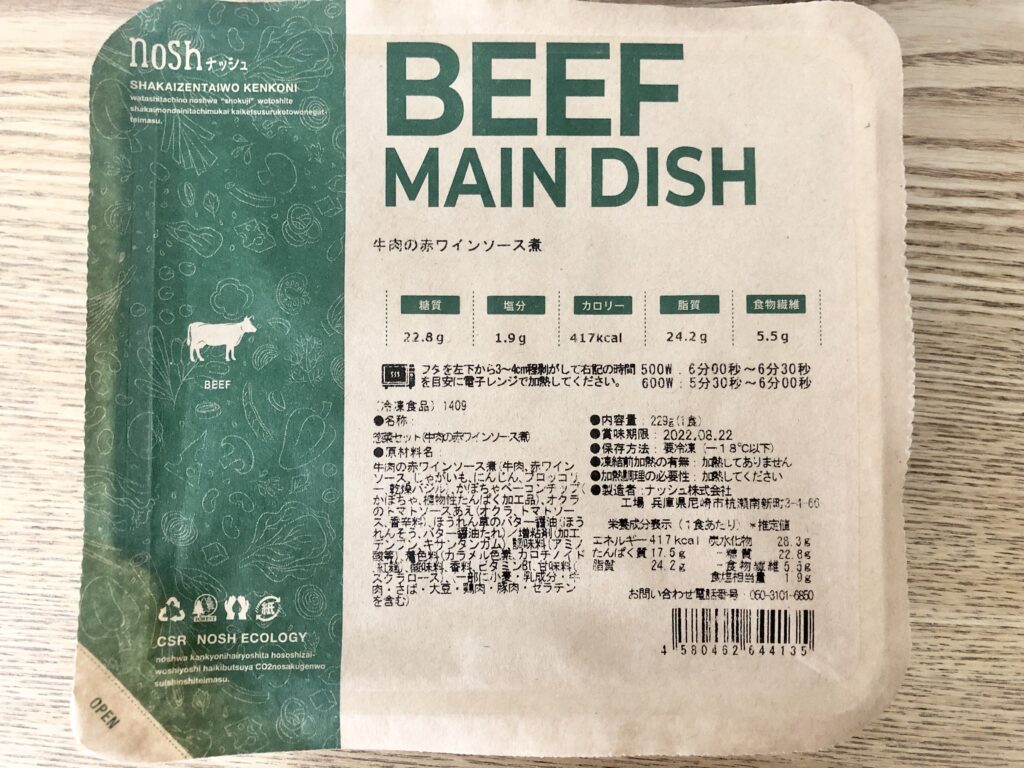 nosh ナッシュ
SHAKAIZENTAIWO KENKONI
watashitachino noshwa "shokuji" wotoshite
shakaimondainitachimukai kaiketsusuruketowonegat-
teimasu.
BEEF
MAIN DISH
牛肉の赤ワインソース煮
糖質 塩分 カロリー 脂質 食物繊維
22.8g 1.9g 417kcal 24.2g 5.5g
フタを左下から3~4cm程剥がして右記の時間 500W. 6分00秒~6分30秒
を目安に電子レンジで加熱してください。 600W: 5分30秒~6分00秒
BEEF
(冷凍食品) 1409
●名称:
惣菜セット(牛肉の赤ワインソース煮)
●原材料名:
牛肉の赤ワインソース煮(牛肉、赤ワイン
ソース、じゃがいも、にんじん、ブロッコリ
ー、乾燥バジル)、かぼちゃベーコンチップ(
かぼちゃ、植物性たんぱく加工品)、オクラ
のトマトソースあえ(オクラ、トマトソー
ス、香辛料)、ほうれん草のバター醤油(ほう
れんそう、バター醤油たれ)/増粘剤(加工
デンプン、キサンタンガム)、調味料(アミノ
酸等)、着色料(カラメル色素、カロチノイド
、紅麹)、酸味料、香料、ビタミンB1、甘味料(
スクラロース)、(一部に小麦・乳成分・牛
肉・さば・大豆・鶏肉・豚肉・ゼラチン
を含む)
●内容量: 229g(1食)
●賞味期限: 2022.08.22
●保存方法: 要冷凍 (−18℃以下)
●凍結前加熱の有無: 加熱してありません
●加熱調理の必要性: 加熱してください
●製造者: ナッシュ株式会社
工場 兵庫県尼崎市杭瀬南新町3-4-66
栄養成分表示 (1食あたり) *推定値
エネルギー 417kcal 炭水化物 28.3g
たんぱく質 17.5g -糖質 22.8g
脂質 24.2g -食物繊維 5.5g
食塩相当量 1.9g
お問い合わせ電話番号: 050-3101-6850
4 580462 644135
FOREST
紙
CSR NOSH ECOLOGY
noshwa kankyonihairyoshita hososhizai-
woshiyoshi haikibutsuya CO2nosakugenwo
suishinshiteimasu.
OPEN